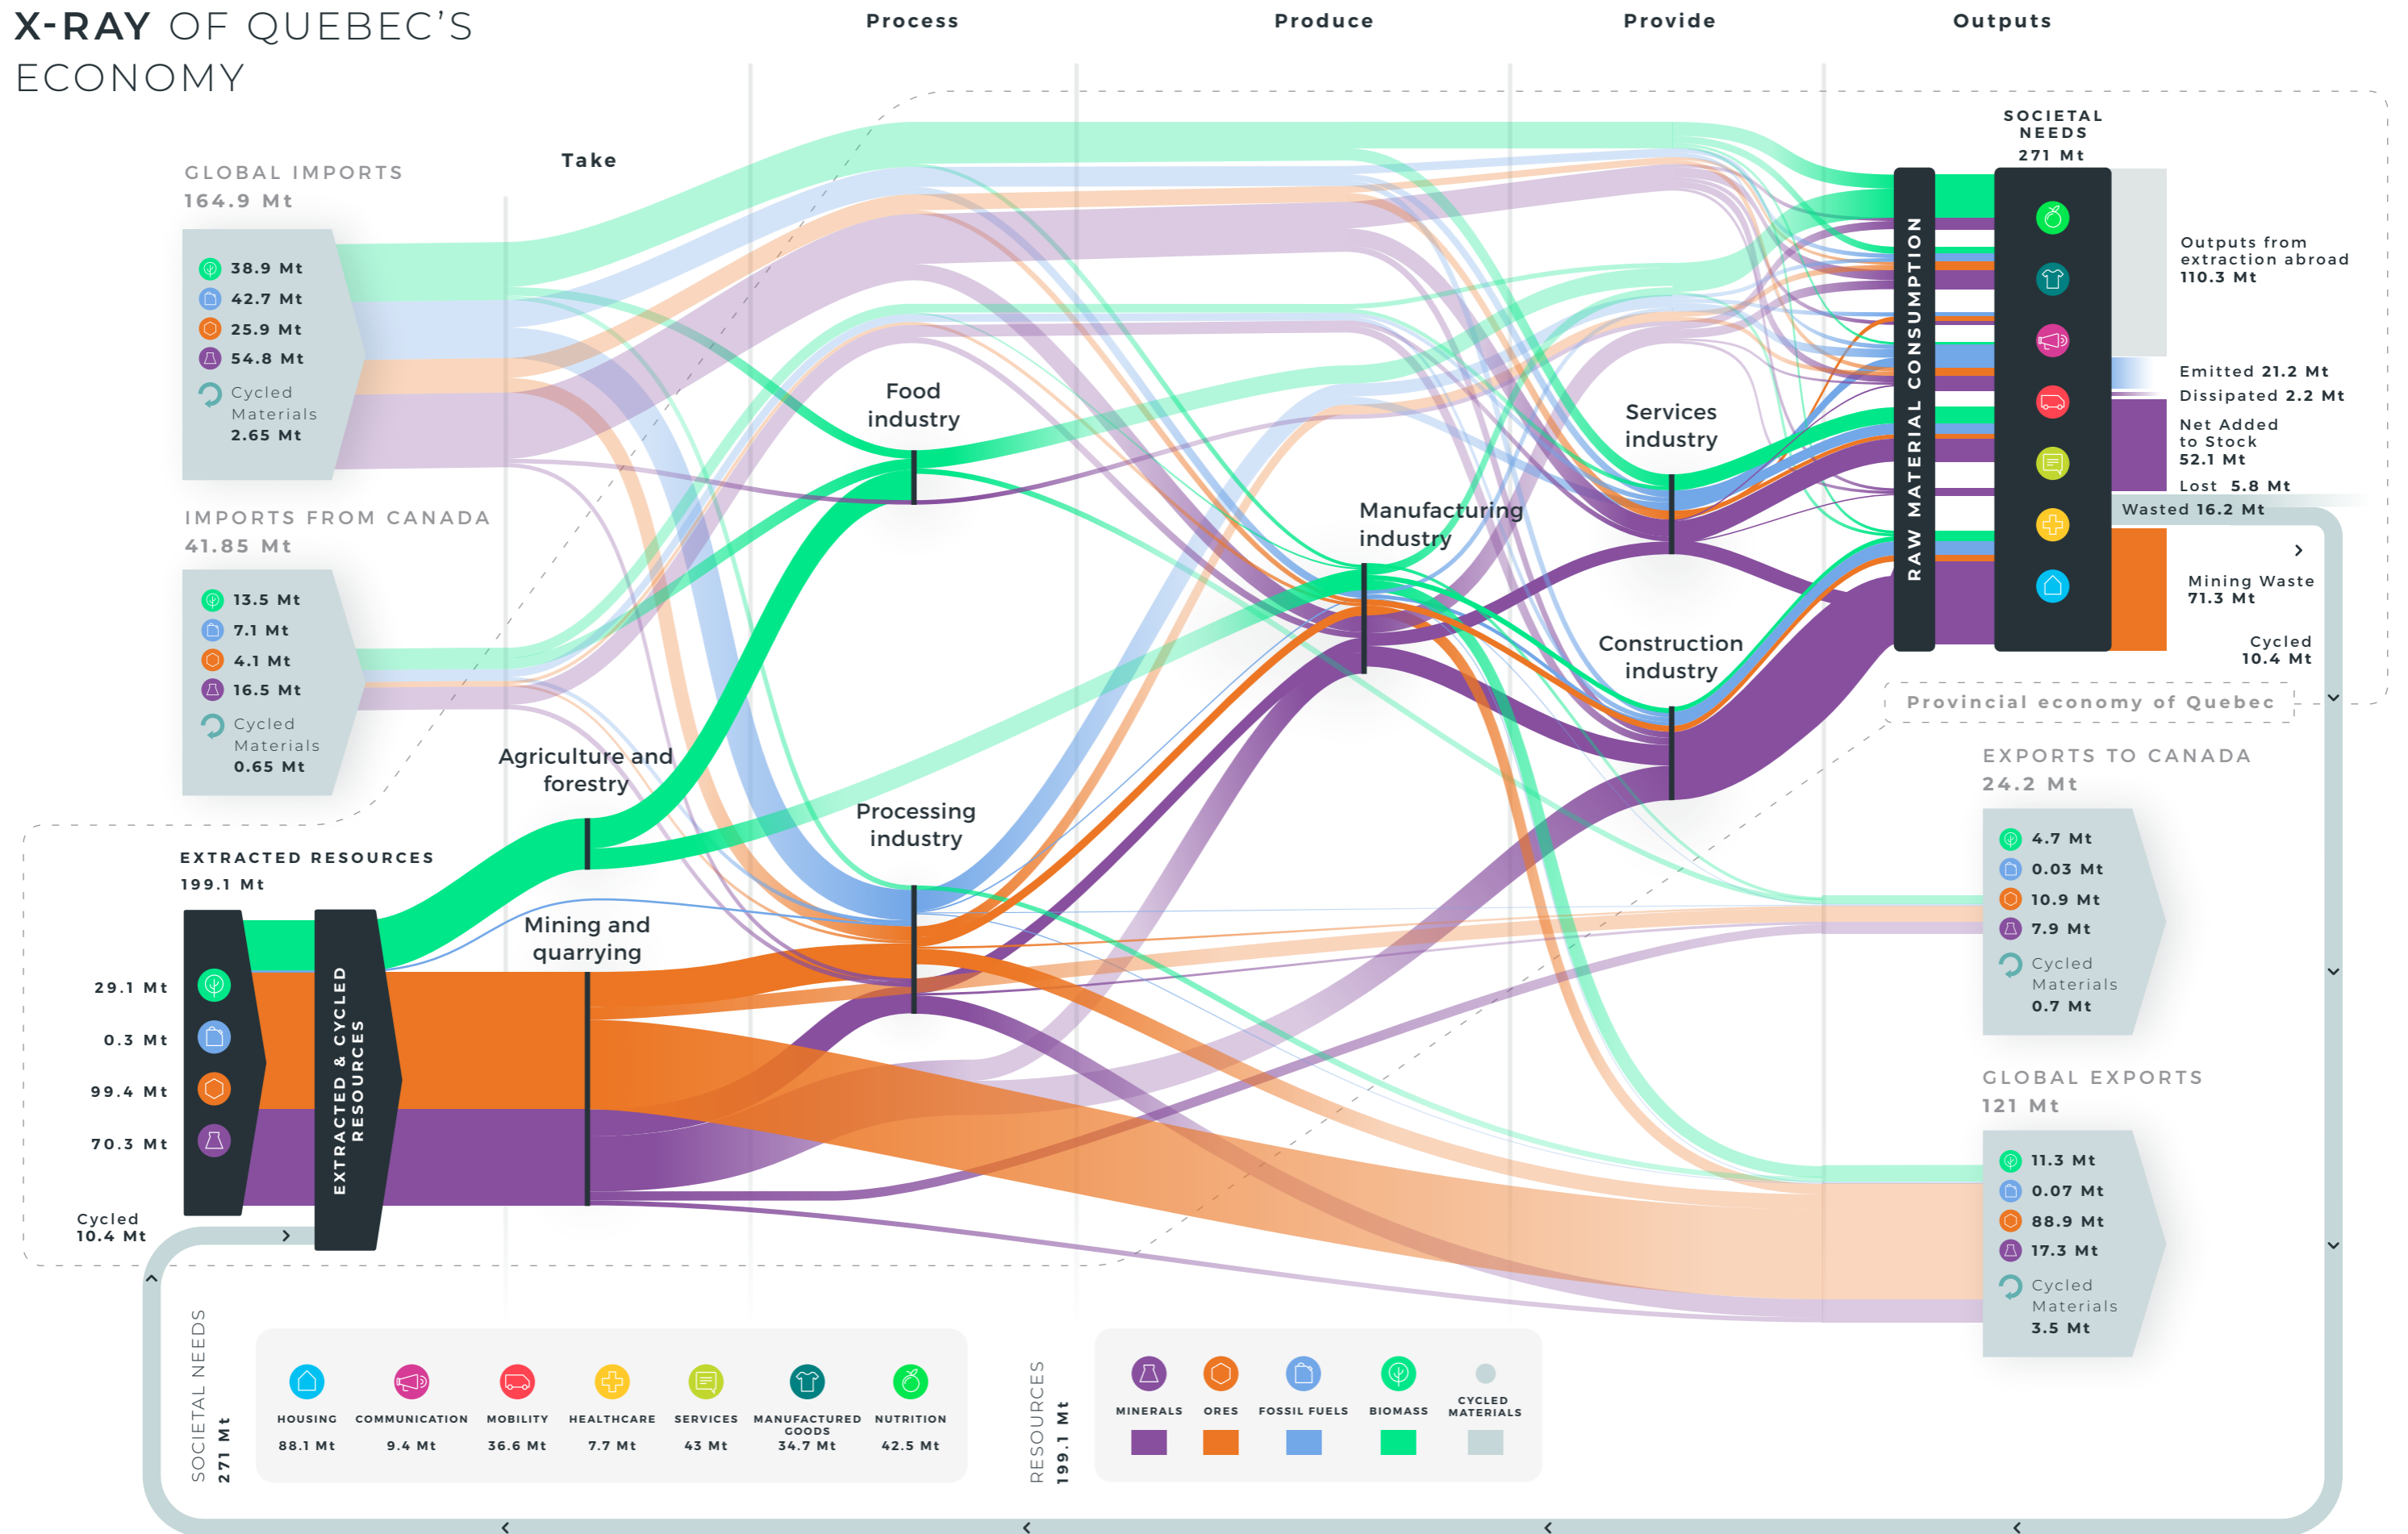 X-RAY OF QUEBEC'S
ECONOMY
Take
Process
Produce
Provide
Outputs
GLOBAL IMPORTS
164.9 Mt
38.9 Mt
42.7 Mt
25.9 Mt
54.8 Mt
Cycled
Materials
2.65 Mt
IMPORTS FROM CANADA
41.85 Mt
13.5 Mt
7.1 Mt
4.1 Mt
16.5 Mt
Cycled
Materials
0.65 Mt
EXTRACTED RESOURCES
199.1 Mt
29.1 Mt
0.3 Mt
99.4 Mt
70.3 Mt
Cycled
10.4 Mt
EXTRACTED & CYCLED
RESOURCES
Agriculture and
forestry
Mining and
quarrying
Food
industry
Processing
industry
Manufacturing
industry
Services
industry
Construction
industry
RAW MATERIAL CONSUMPTION
SOCIETAL
NEEDS
271 Mt
Outputs from
extraction abroad
110.3 Mt
Emitted 21.2 Mt
Dissipated 2.2 Mt
Net Added
to Stock
52.1 Mt
Lost 5.8 Mt
Wasted 16.2 Mt
Mining Waste
71.3 Mt
Cycled
10.4 Mt
Provincial economy of Quebec
EXPORTS TO CANADA
24.2 Mt
4.7 Mt
0.03 Mt
10.9 Mt
7.9 Mt
Cycled
Materials
0.7 Mt
GLOBAL EXPORTS
121 Mt
11.3 Mt
0.07 Mt
88.9 Mt
17.3 Mt
Cycled
Materials
3.5 Mt
SOCIETAL NEEDS
271 Mt
HOUSING
88.1 Mt
COMMUNICATION
9.4 Mt
MOBILITY
36.6 Mt
HEALTHCARE
7.7 Mt
SERVICES
43 Mt
MANUFACTURED
GOODS
34.7 Mt
NUTRITION
42.5 Mt
RESOURCES
199.1 Mt
MINERALS
ORES
FOSSIL FUELS
BIOMASS
CYCLED
MATERIALS